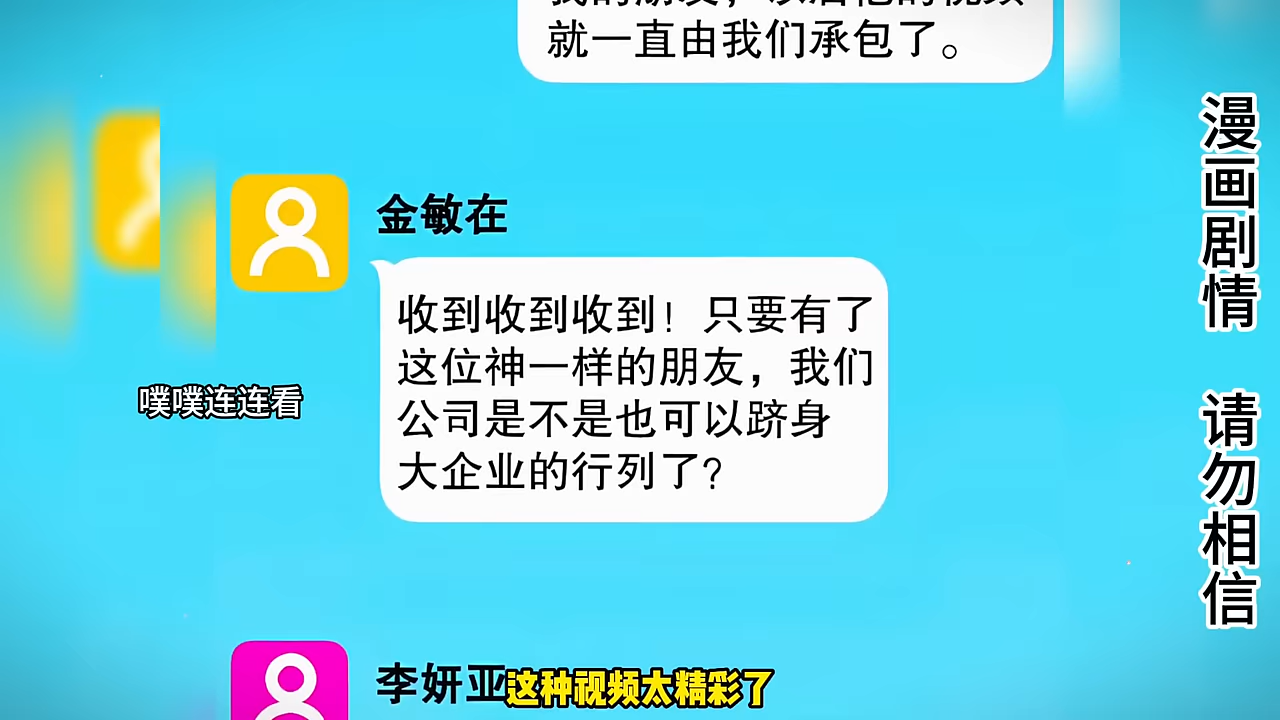 就一直由我们承包了。
金敏在
收到收到收到！只要有了
这位神一样的朋友，我们
公司是不是也可以跻身
大企业的行列了？
噗噗连连看
李妍亚
这种视频太精彩了
漫画剧情 请勿相信